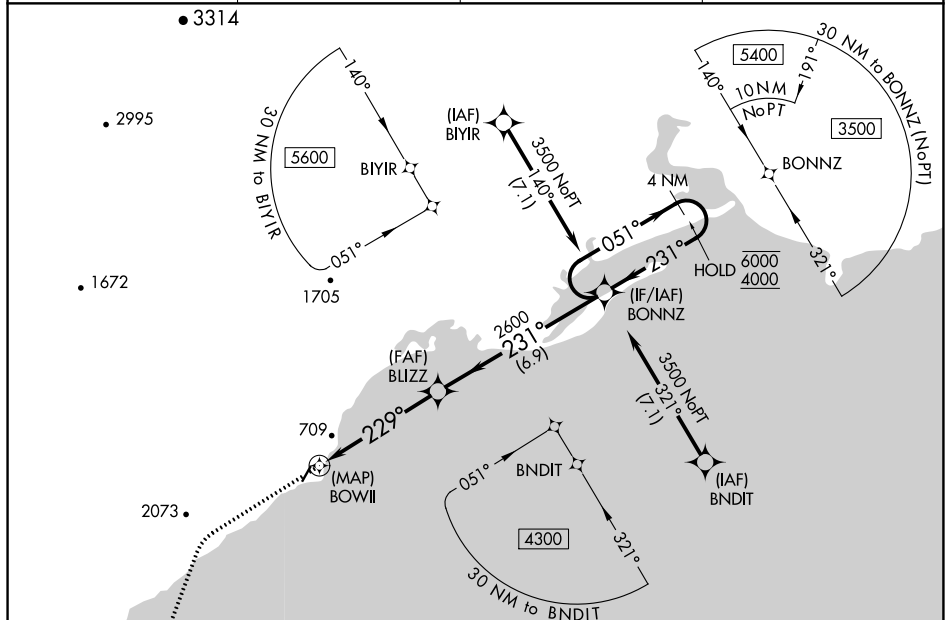 3314
2995
1672
1705
709
2073
30 NM to BIYIR
140°
5600
BIYIR
051°
(IAF)
BIYIR
3500 NoPT
140°
(7.1)
4 NM
051°
231°
HOLD
6000
4000
(IF/IAF)
BONNZ
30 NM to BONNZ (NoPT)
5400
140°
191°
10 NM
NoPT
3500
BONNZ
321°
2600
231°
(6.9)
(FAF)
BLIZZ
229°
(MAP)
BOWII
3500 NoPT
321°
(7.1)
(IAF)
BNDIT
051°
BNDIT
4300
321°
30 NM to BNDIT